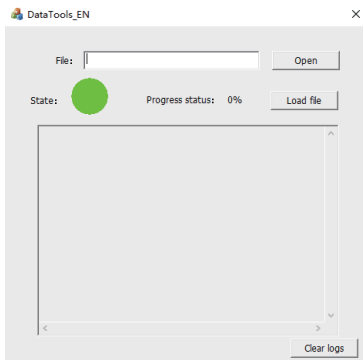 DataTools_EN
File:
Open
State:
Progress status: 0%
Load file
Clear logs